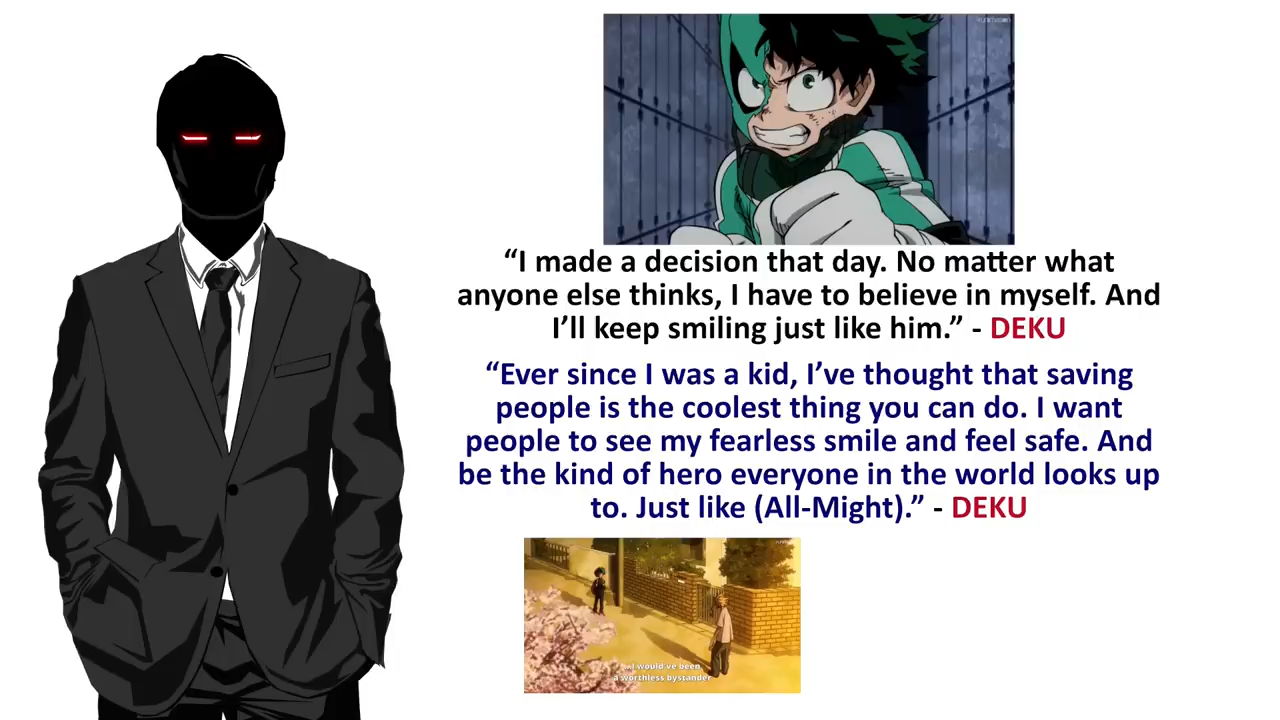 “I made a decision that day. No matter what
anyone else thinks, I have to believe in myself. And
I’ll keep smiling just like him.” - DEKU
“Ever since I was a kid, I’ve thought that saving
people is the coolest thing you can do. I want
people to see my fearless smile and feel safe. And
be the kind of hero everyone in the world looks up
to. Just like (All-Might).” - DEKU
...I would've been
a worthless bystander